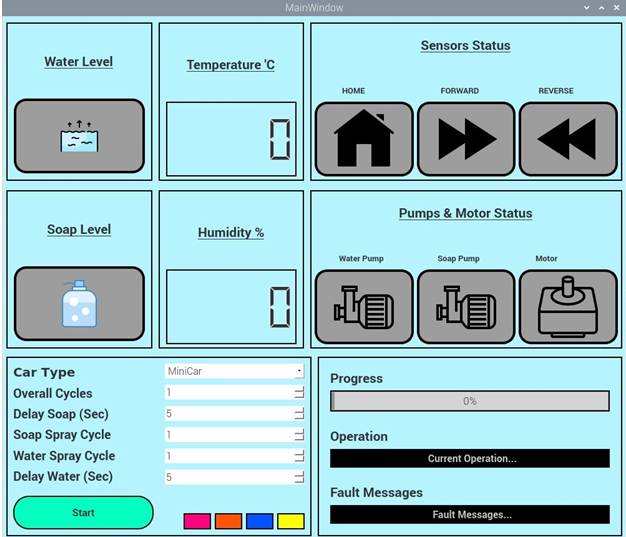 MainWindow
Water Level
Temperature 'C
0
Sensors Status
HOME FORWARD REVERSE
Soap Level
Humidity %
0
Pumps & Motor Status
Water Pump Soap Pump Motor
Car Type MiniCar
Overall Cycles 1
Delay Soap (Sec) 5
Soap Spray Cycle 1
Water Spray Cycle 1
Delay Water (Sec) 5
Start
Progress
0%
Operation
Current Operation...
Fault Messages
Fault Messages...